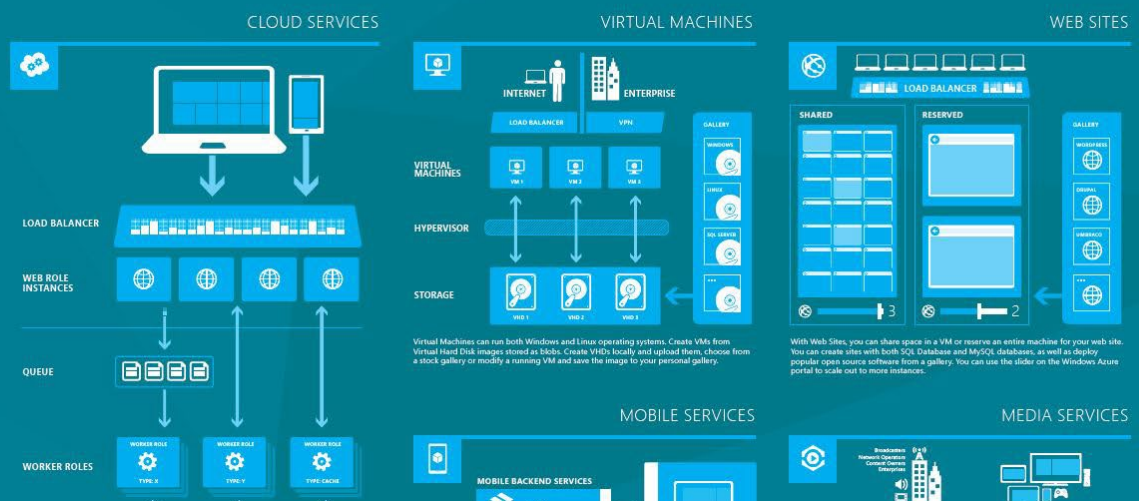 CLOUD SERVICES
LOAD BALANCER
WEB ROLE
INSTANCES
QUEUE
WORKER ROLES
WORKER ROLE
TYPE: X
WORKER ROLE
TYPE: Y
WORKER ROLE
TYPE: CACHE
VIRTUAL MACHINES
INTERNET
ENTERPRISE
LOAD BALANCER
VPN
VIRTUAL
MACHINES
VM 1
VM 2
VM 3
HYPERVISOR
STORAGE
VHD 1
VHD 2
VHD 3
GALLERY
WINDOWS
LINUX
SQL SERVER
...
Virtual Machines can run both Windows and Linux operating systems. Create VMs from
Virtual Hard Disk images stored as blobs. Create VHDs locally and upload them, choose from
a stock gallery or modify a running VM and save the image to your personal gallery.
WEB SITES
LOAD BALANCER
SHARED
3
RESERVED
2
GALLERY
WORDPRESS
DRUPAL
UMBRACO
...
With Web Sites, you can share space in a VM or reserve an entire machine for your web site.
You can create sites with both SQL Database and MySQL databases, as well as deploy
popular open source software from a gallery. You can use the slider on the Windows Azure
portal to scale out to more instances.
MOBILE SERVICES
MOBILE BACKEND SERVICES
MEDIA SERVICES
Broadcasters
Network Operators
Content Owners
Enterprises